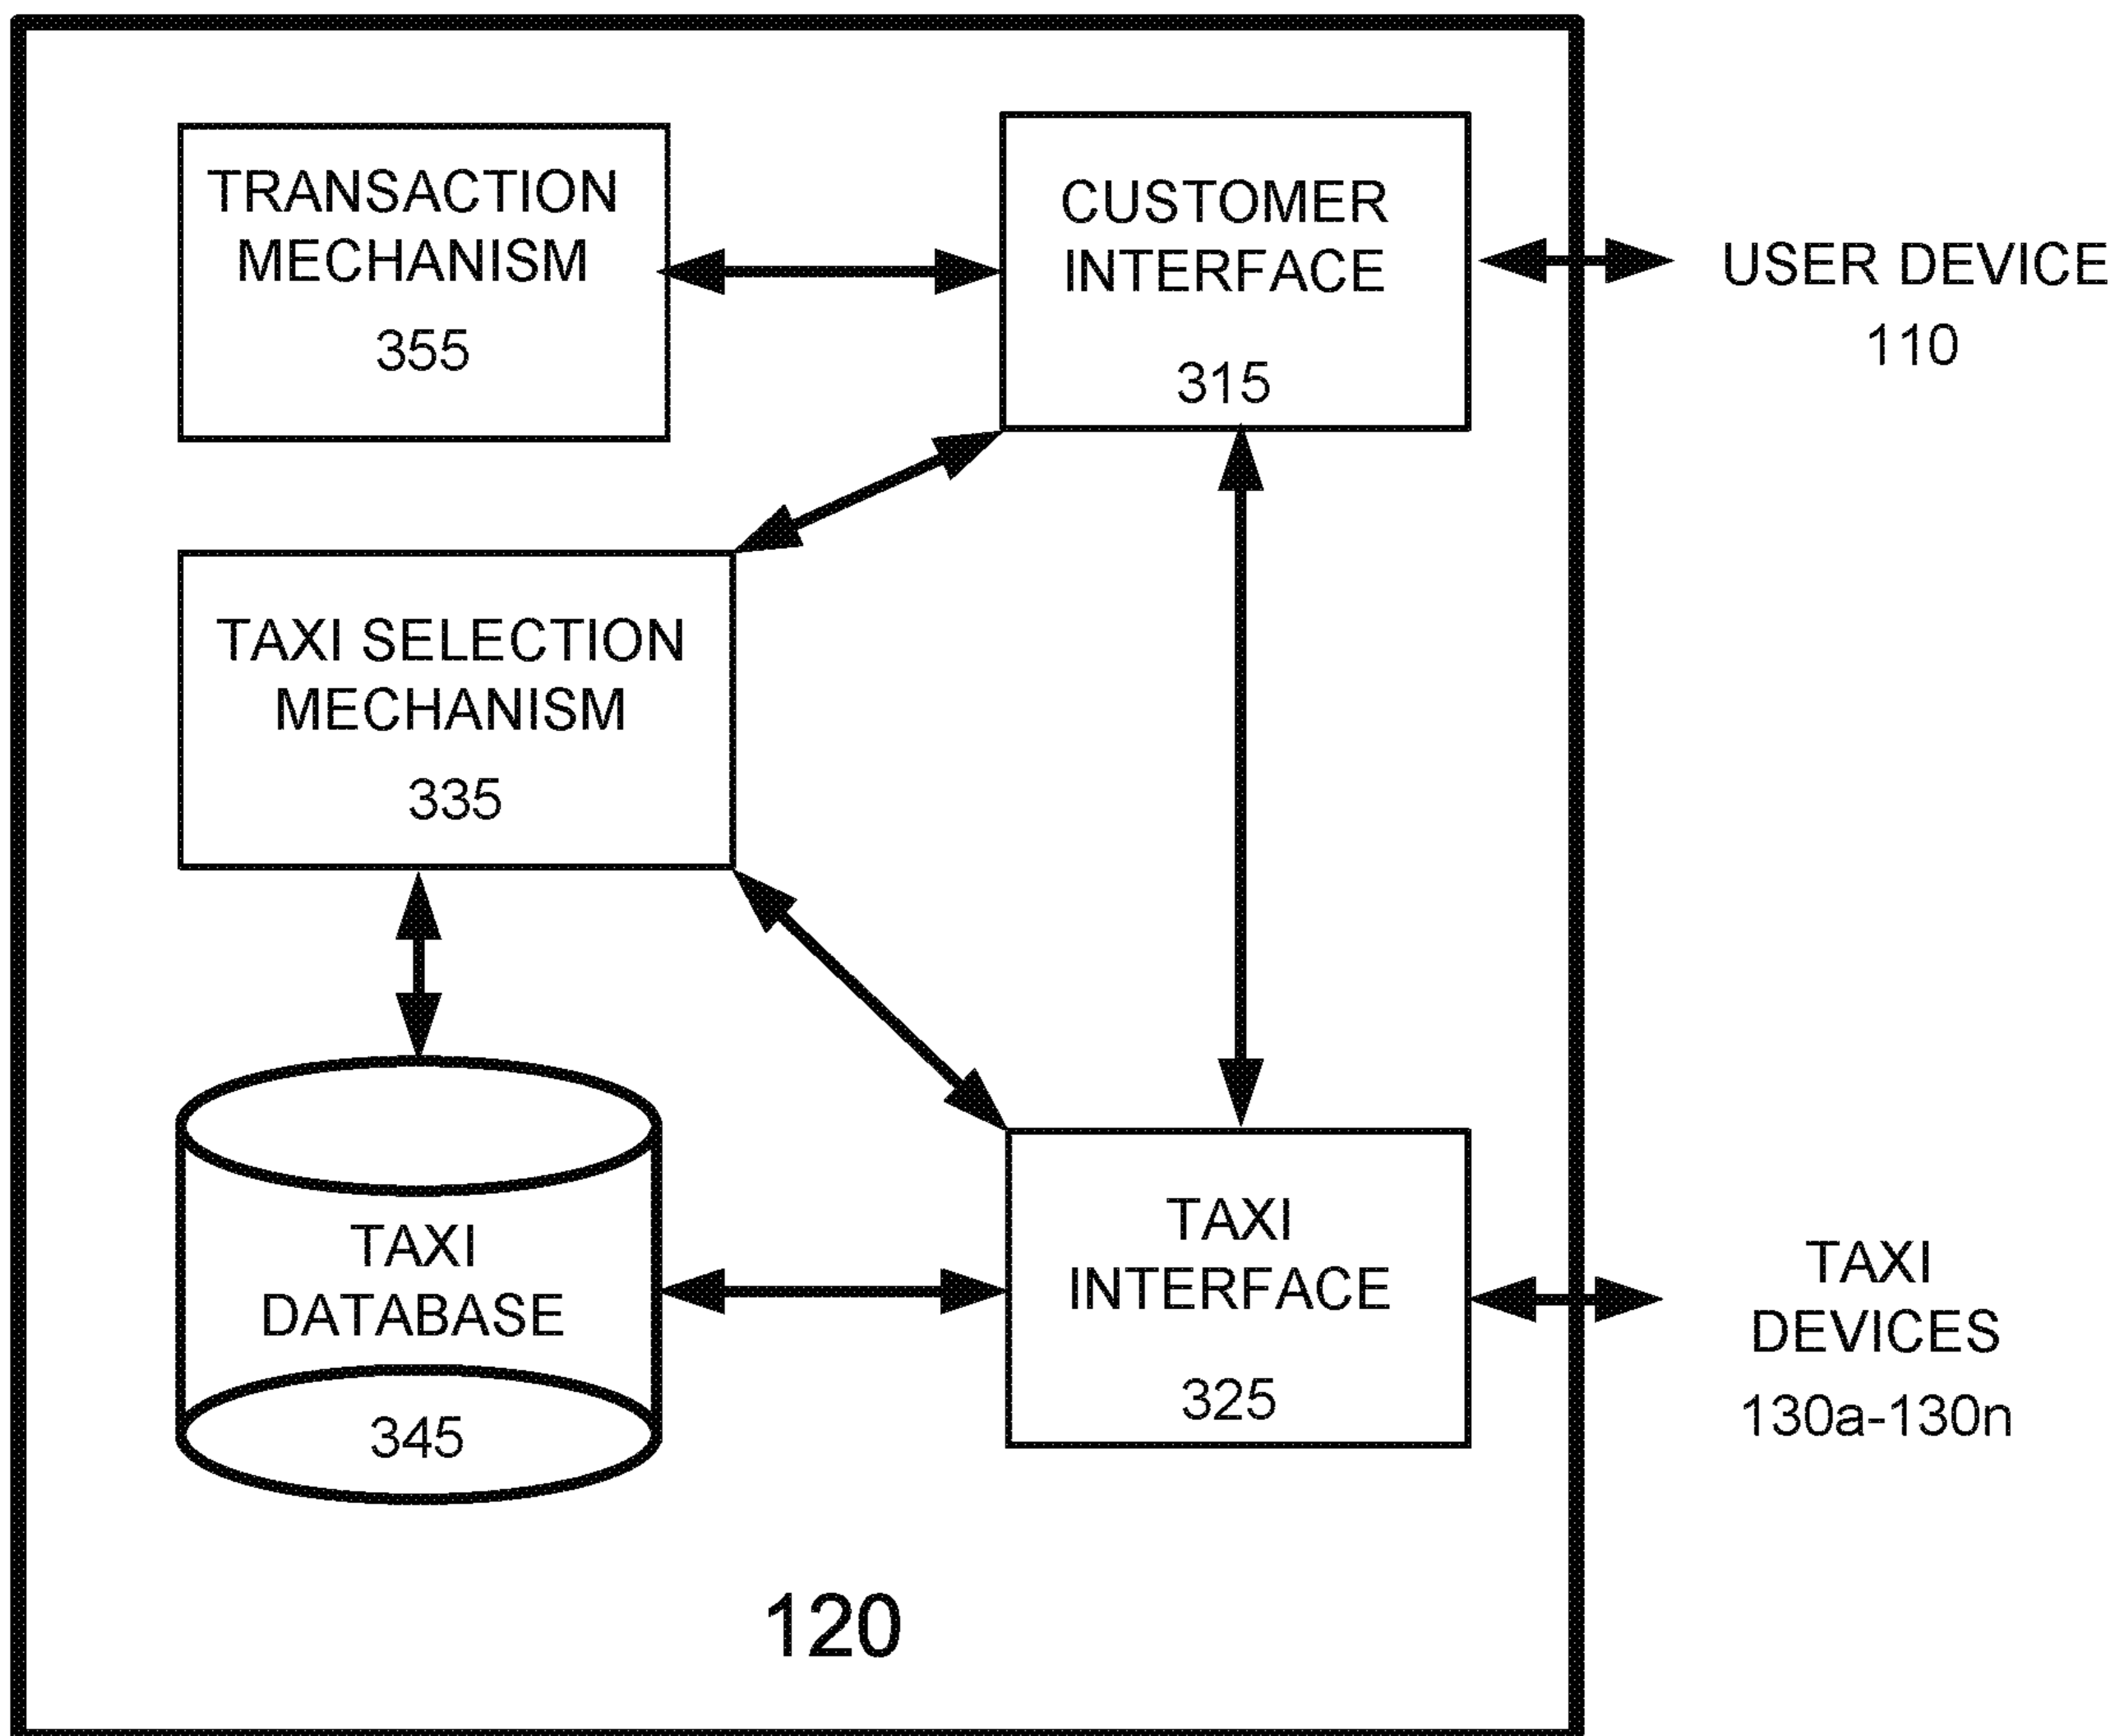 TRANSACTION
MECHANISM
355
CUSTOMER
INTERFACE
315
USER DEVICE
110
TAXI SELECTION
MECHANISM
335
TAXI
DATABASE
345
TAXI
INTERFACE
325
TAXI
DEVICES
130a-130n
120